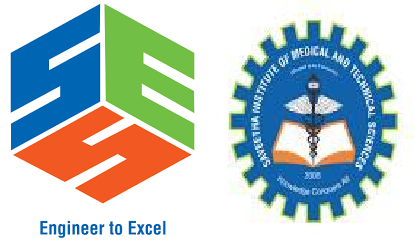 SES
Engineer to Excel
SAVEETHA INSTITUTE OF MEDICAL AND TECHNICAL SCIENCES
2005
Knowledge Conquers All